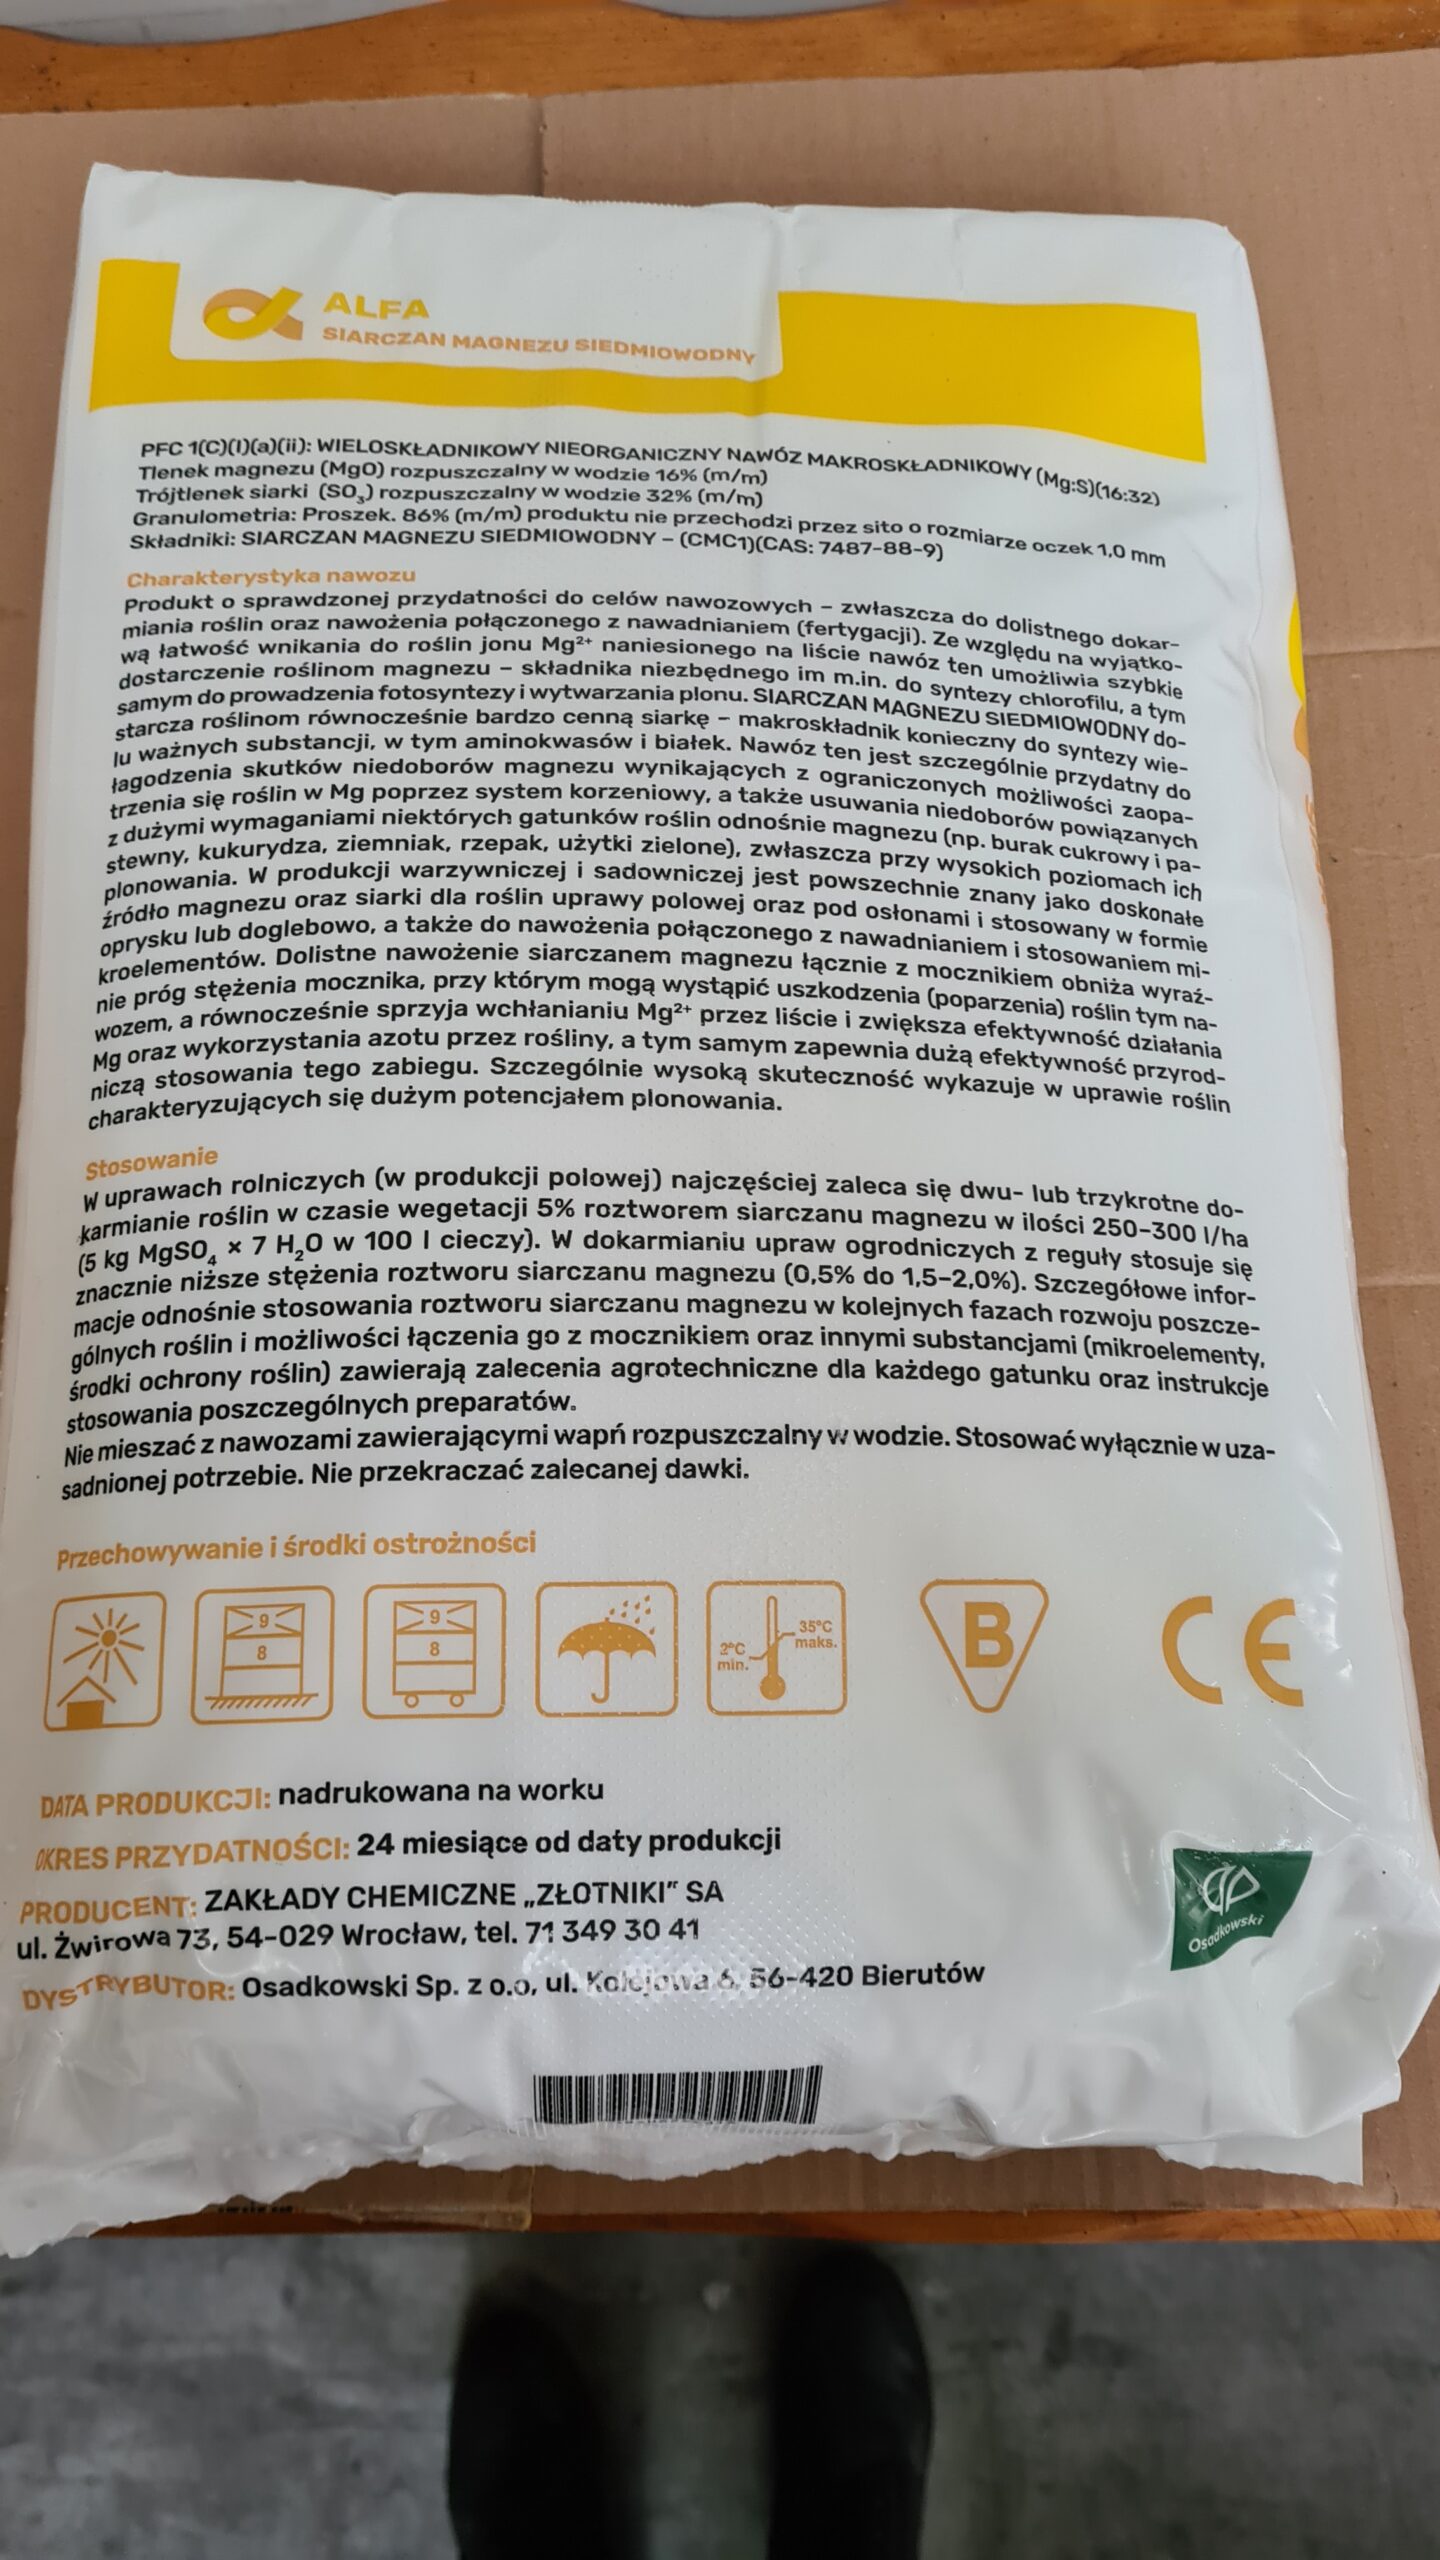 ALFA
SIARCZAN MAGNEZU SIEDMIOWODNY
PFC 1(C)(I)(a)(ii): WIELOSKŁADNIKOWY NIEORGANICZNY NAWÓZ MAKROSKŁADNIKOWY (Mg:S)(16:32)
Tlenek magnezu (MgO) rozpuszczalny w wodzie 16% (m/m)
Trójtlenek siarki (SO₃) rozpuszczalny w wodzie 32% (m/m)
Granulometria: Proszek. 86% (m/m) produktu nie przechodzi przez sito o rozmiarze oczek 1,0 mm
Składniki: SIARCZAN MAGNEZU SIEDMIOWODNY – (CMC1)(CAS: 7487-88-9)
Charakterystyka nawozu
Produkt o sprawdzonej przydatności do celów nawozowych – zwłaszcza do dolistnego dokar-
miania roślin oraz nawożenia połączonego z nawadnianiem (fertygacji). Ze względu na wyjątko-
wą łatwość wnikania do roślin jonu Mg²⁺ naniesionego na liście nawóz ten umożliwia szybkie
dostarczenie roślinom magnezu – składnika niezbędnego im m.in. do syntezy chlorofilu, a tym
samym do prowadzenia fotosyntezy i wytwarzania plonu. SIARCZAN MAGNEZU SIEDMIOWODNY do-
starcza roślinom równocześnie bardzo cenną siarkę – makroskładnik konieczny do syntezy wie-
lu ważnych substancji, w tym aminokwasów i białek. Nawóz ten jest szczególnie przydatny do
łagodzenia skutków niedoborów magnezu wynikających z ograniczonych możliwości zaopa-
trzenia się roślin w Mg poprzez system korzeniowy, a także usuwania niedoborów powiązanych
z dużymi wymaganiami niektórych gatunków roślin odnośnie magnezu (np. burak cukrowy i pa-
stewny, kukurydza, ziemniak, rzepak, użytki zielone), zwłaszcza przy wysokich poziomach ich
plonowania. W produkcji warzywniczej i sadowniczej jest powszechnie znany jako doskonałe
źródło magnezu oraz siarki dla roślin uprawy polowej oraz pod osłonami i stosowany w formie
oprysku lub doglebowo, a także do nawożenia połączonego z nawadnianiem i stosowaniem mi-
kroelementów. Dolistne nawożenie siarczanem magnezu łącznie z mocznikiem obniża wyraź-
nie próg stężenia mocznika, przy którym mogą wystąpić uszkodzenia (poparzenia) roślin tym na-
wozem, a równocześnie sprzyja wchłanianiu Mg²⁺ przez liście i zwiększa efektywność działania
Mg oraz wykorzystania azotu przez rośliny, a tym samym zapewnia dużą efektywność przyrod-
niczą stosowania tego zabiegu. Szczególnie wysoką skuteczność wykazuje w uprawie roślin
charakteryzujących się dużym potencjałem plonowania.
Stosowanie
W uprawach rolniczych (w produkcji polowej) najczęściej zaleca się dwu- lub trzykrotne do-
karmianie roślin w czasie wegetacji 5% roztworem siarczanu magnezu w ilości 250-300 l/ha
(5 kg MgSO₄ × 7 H₂O w 100 l cieczy). W dokarmianiu upraw ogrodniczych z reguły stosuje się
znacznie niższe stężenia roztworu siarczanu magnezu (0,5% do 1,5-2,0%). Szczegółowe infor-
macje odnośnie stosowania roztworu siarczanu magnezu w kolejnych fazach rozwoju poszcze-
gólnych roślin i możliwości łączenia go z mocznikiem oraz innymi substancjami (mikroelementy,
środki ochrony roślin) zawierają zalecenia agrotechniczne dla każdego gatunku oraz instrukcje
stosowania poszczególnych preparatów.
Nie mieszać z nawozami zawierającymi wapń rozpuszczalny w wodzie. Stosować wyłącznie w uza-
sadnionej potrzebie. Nie przekraczać zalecanej dawki.
Przechowywanie i środki ostrożności
9
8
9
8
2°C min.
35°C maks.
B
CE
DATA PRODUKCJI: nadrukowana na worku
OKRES PRZYDATNOŚCI: 24 miesiące od daty produkcji
PRODUCENT: ZAKŁADY CHEMICZNE „ZŁOTNIKI" SA
ul. Żwirowa 73, 54-029 Wrocław, tel. 71 349 30 41
Osadkowski
DYSTRYBUTOR: Osadkowski Sp. z o.o, ul. Kolejowa 6, 56-420 Bierutów